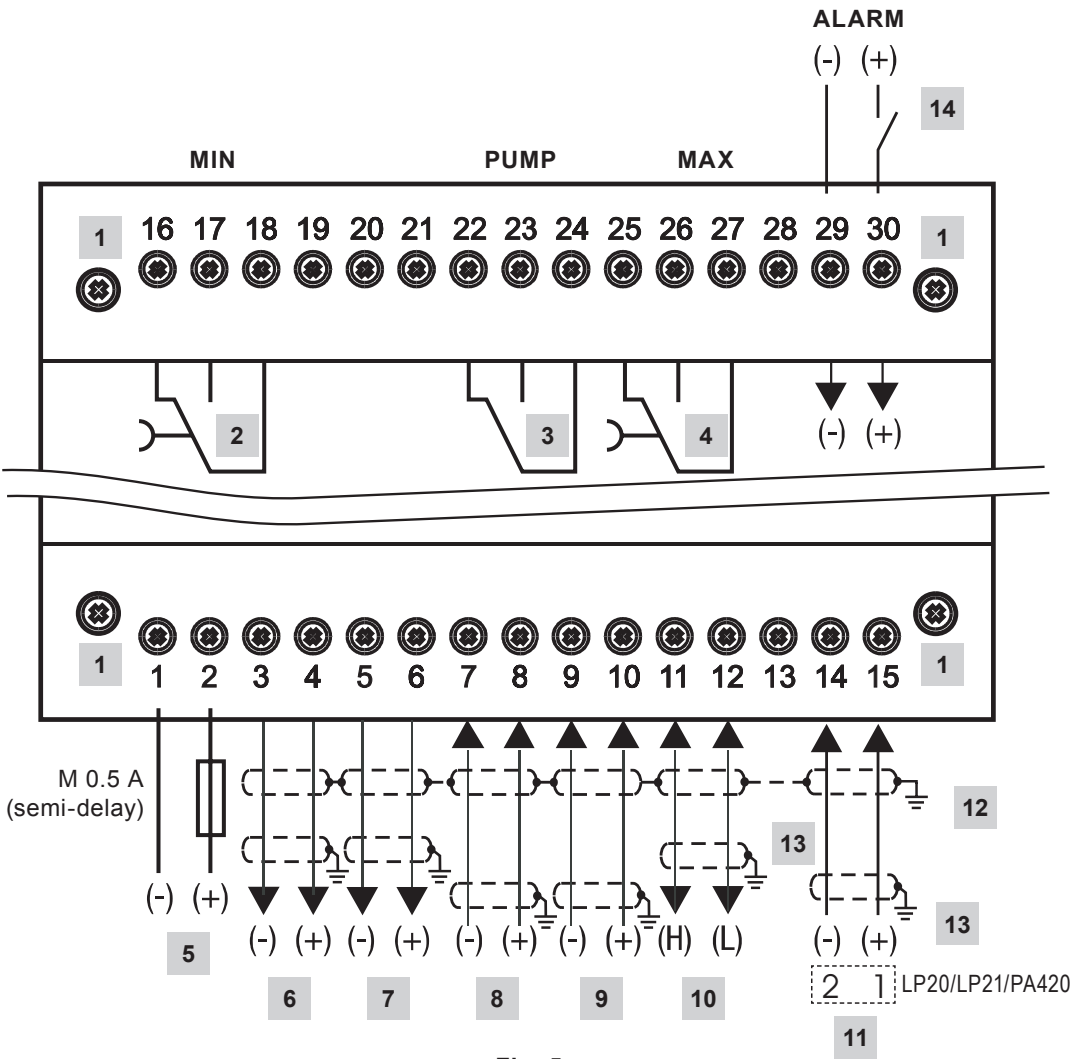 ALARM
(-) (+)
14
MIN PUMP MAX
1 16 17 18 19 20 21 22 23 24 25 26 27 28 29 30 1
2 3 4 (-) (+)
1 1 2 3 4 5 6 7 8 9 10 11 12 13 14 15 1
M 0.5 A
(semi-delay)
12
13
(-) (+)
13
(-) (+) (-) (+) (-) (+) (-) (+) (H) (L) (-) (+)
5
2 1 LP20/LP21/PA420
6 7 8 9 10
11